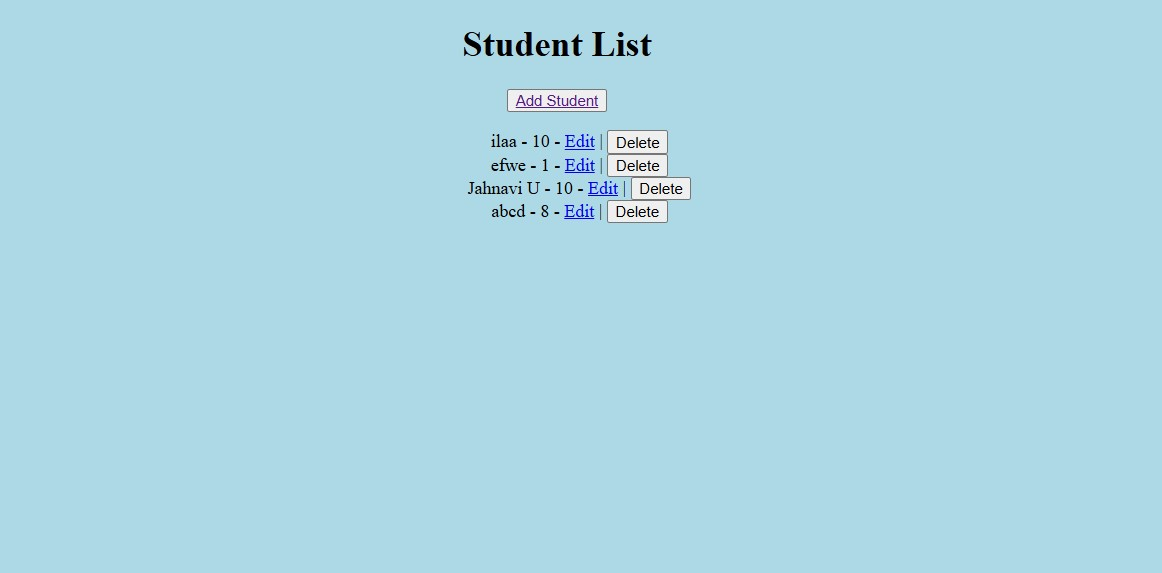 Student List
Add Student
ilaa - 10 - Edit | Delete
efwe - 1 - Edit | Delete
Jahnavi U - 10 - Edit | Delete
abcd - 8 - Edit | Delete